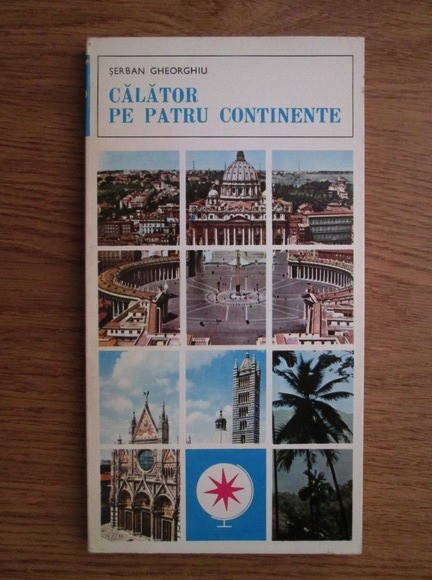 ȘERBAN GHEORGHIU
CĂLĂTOR
PE PATRU CONTINENTE